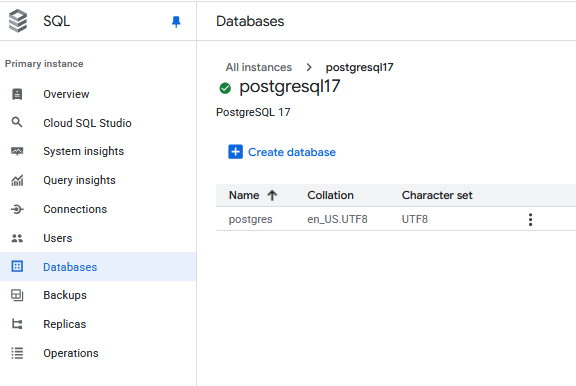 SQL
Databases
Primary instance
Overview
Cloud SQL Studio
System insights
Query insights
Connections
Users
Databases
Backups
Replicas
Operations
All instances > postgresql17
postgresql17
PostgreSQL 17
Create database
Name Collation Character set
postgres en_US.UTF8 UTF8